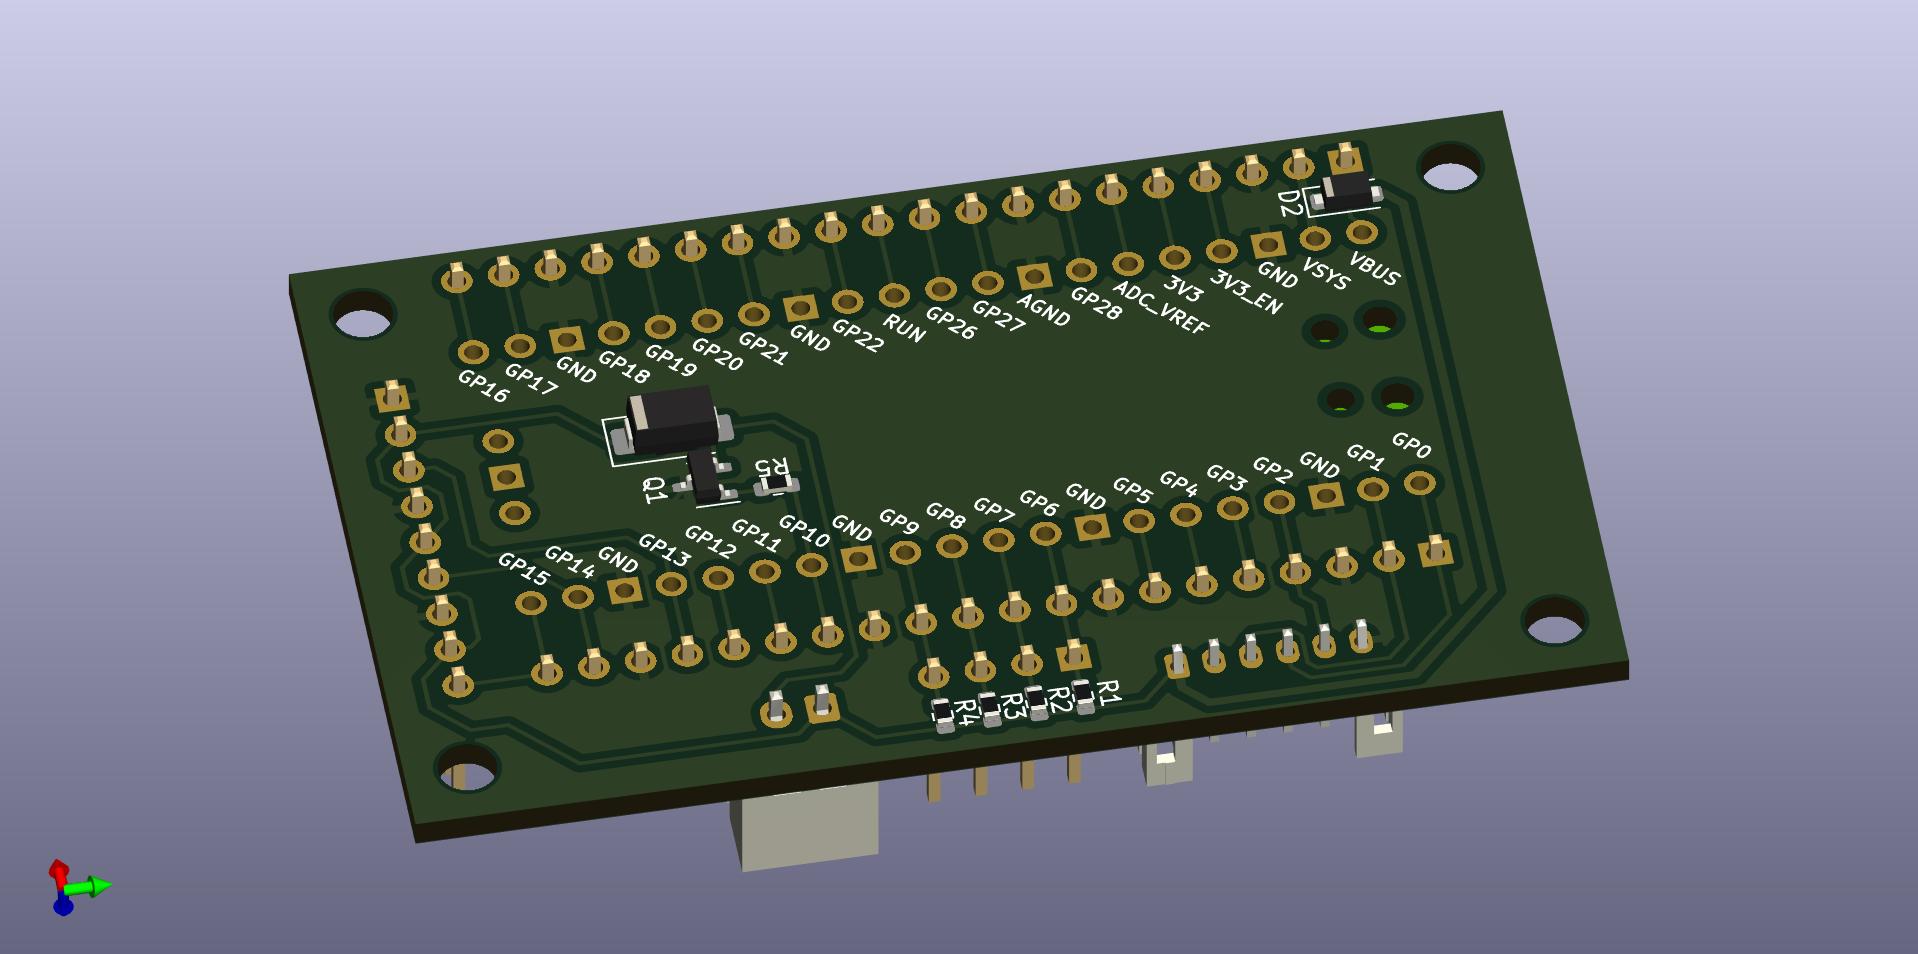 D2
GP16
GP17
GND
GP18
GP19
GP20
GP21
GND
GP22
RUN
GP26
GP27
AGND
GP28
ADC_VREF
3V3
3V3_EN
GND
VSYS
VBUS
Q1
R5
GP15
GP14
GND
GP13
GP12
GP11
GP10
GND
GP9
GP8
GP7
GP6
GND
GP5
GP4
GP3
GP2
GND
GP1
GP0
R4
R3
R2
R1